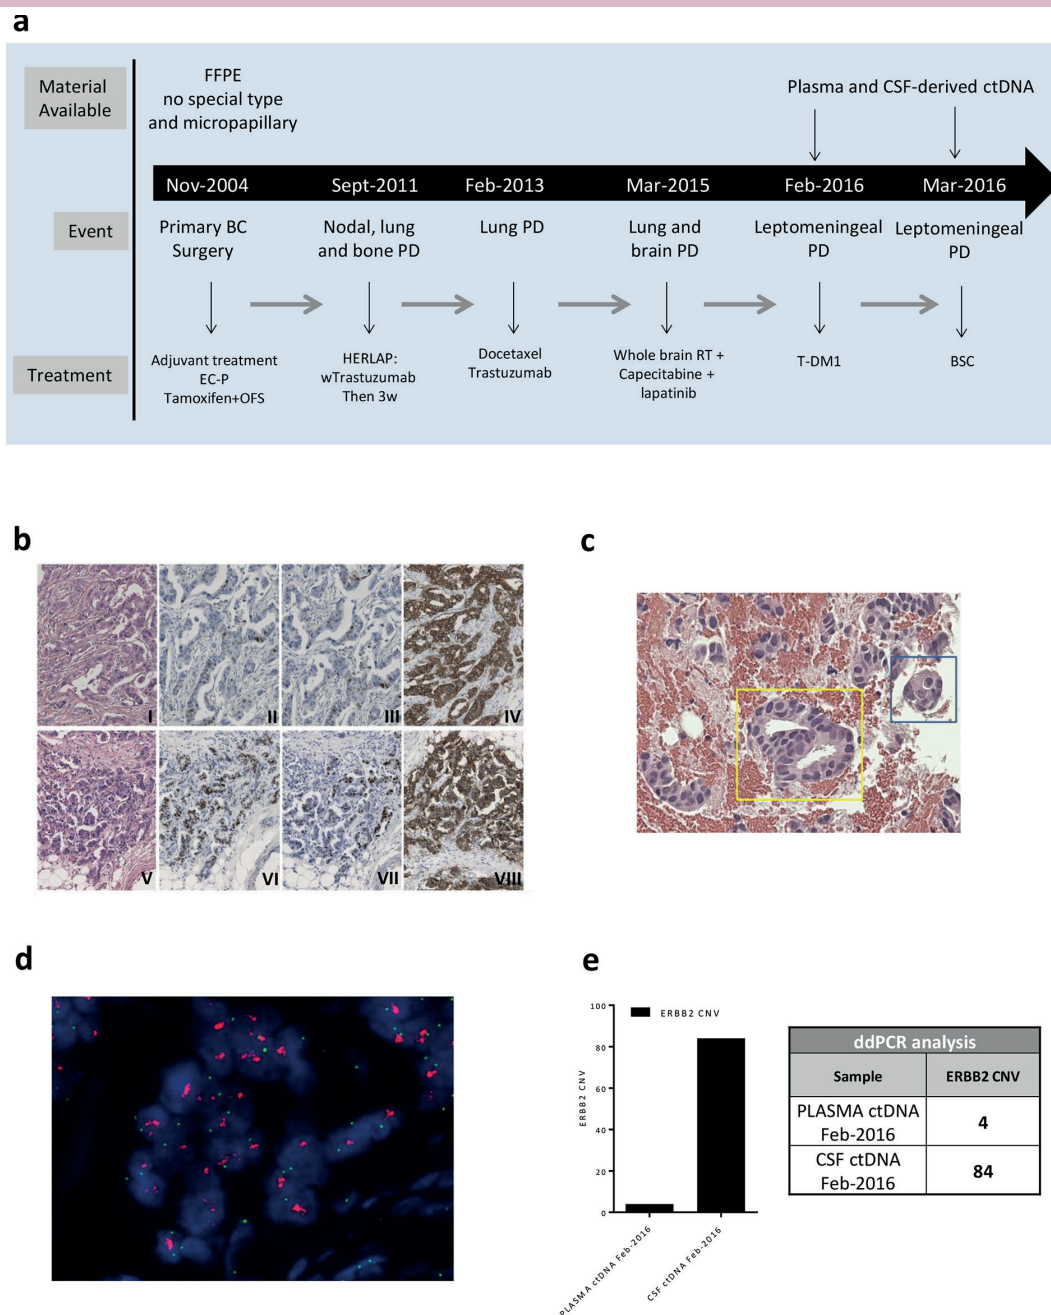 a
Material
Available
FFPE
no special type
and micropapillary
Plasma and CSF-derived ctDNA
Nov-2004
Sept-2011
Feb-2013
Mar-2015
Feb-2016
Mar-2016
Event
Primary BC
Surgery
Nodal, lung
and bone PD
Lung PD
Lung and
brain PD
Leptomeningeal
PD
Leptomeningeal
PD
Treatment
Adjuvant treatment
EC-P
Tamoxifen+OFS
HERLAP:
wTrastuzumab
Then 3w
Docetaxel
Trastuzumab
Whole brain RT +
Capecitabine +
lapatinib
T-DM1
BSC
b
I
II
III
IV
V
VI
VII
VIII
c
d
e
ERBB2 CNV
ERBB2 CNV
100
80
60
40
20
0
PLASMA ctDNA Feb-2016
CSF ctDNA Feb-2016
ddPCR analysis
Sample
ERBB2 CNV
PLASMA ctDNA
Feb-2016
4
CSF ctDNA
Feb-2016
84